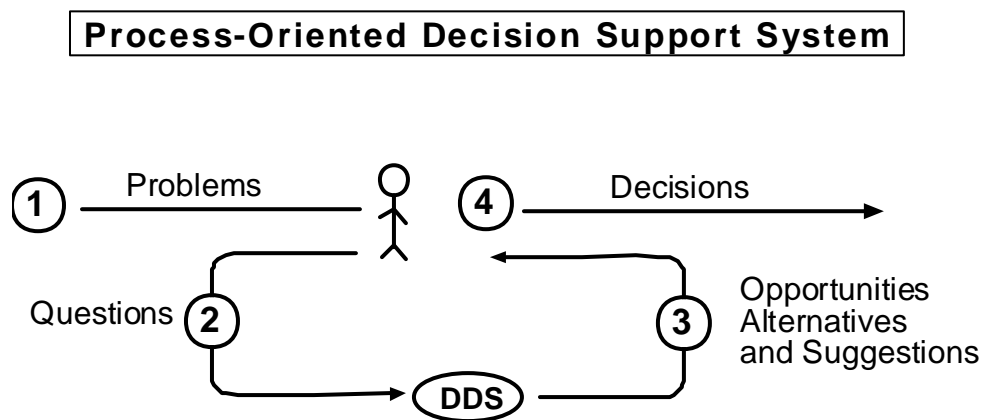 Process-Oriented Decision Support System
1
Problems
4
Decisions
Questions
2
3
Opportunities
Alternatives
and Suggestions
DDS